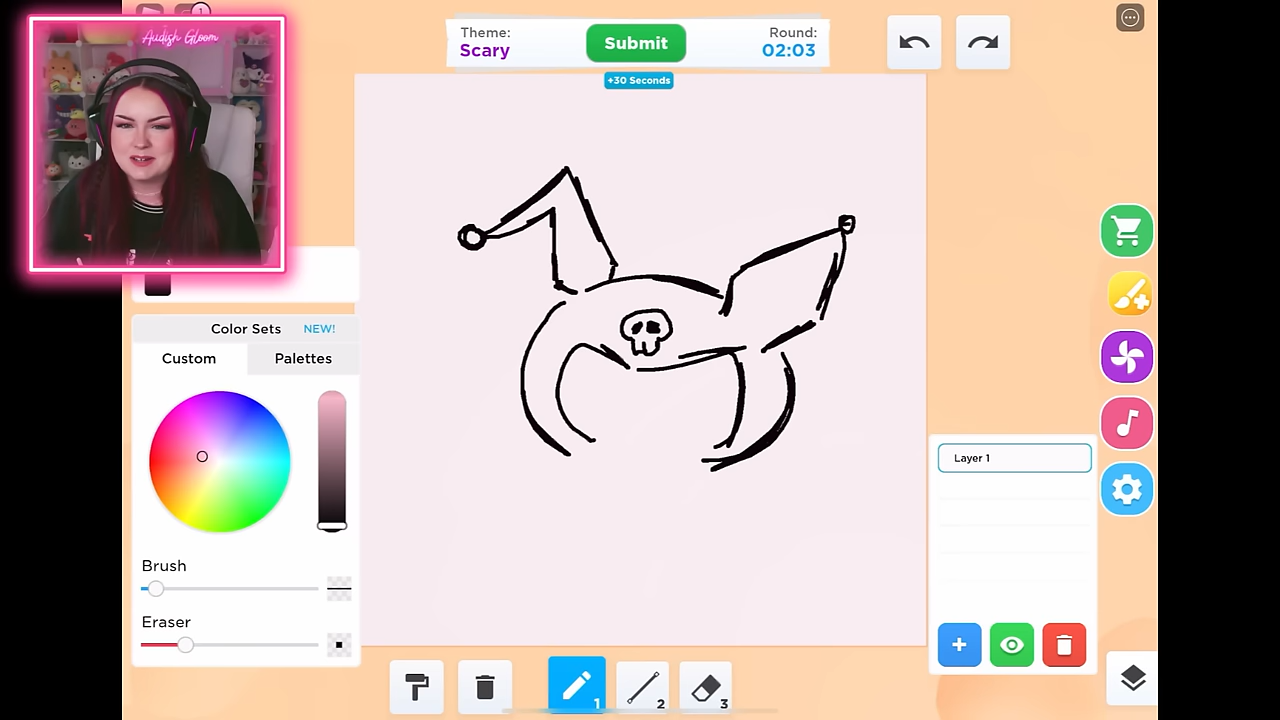 Audish Gloom
Theme:
Scary
Submit
Round:
02:03
+30 Seconds
Color Sets NEW!
Custom Palettes
Brush
Eraser
Layer 1
1
2
3